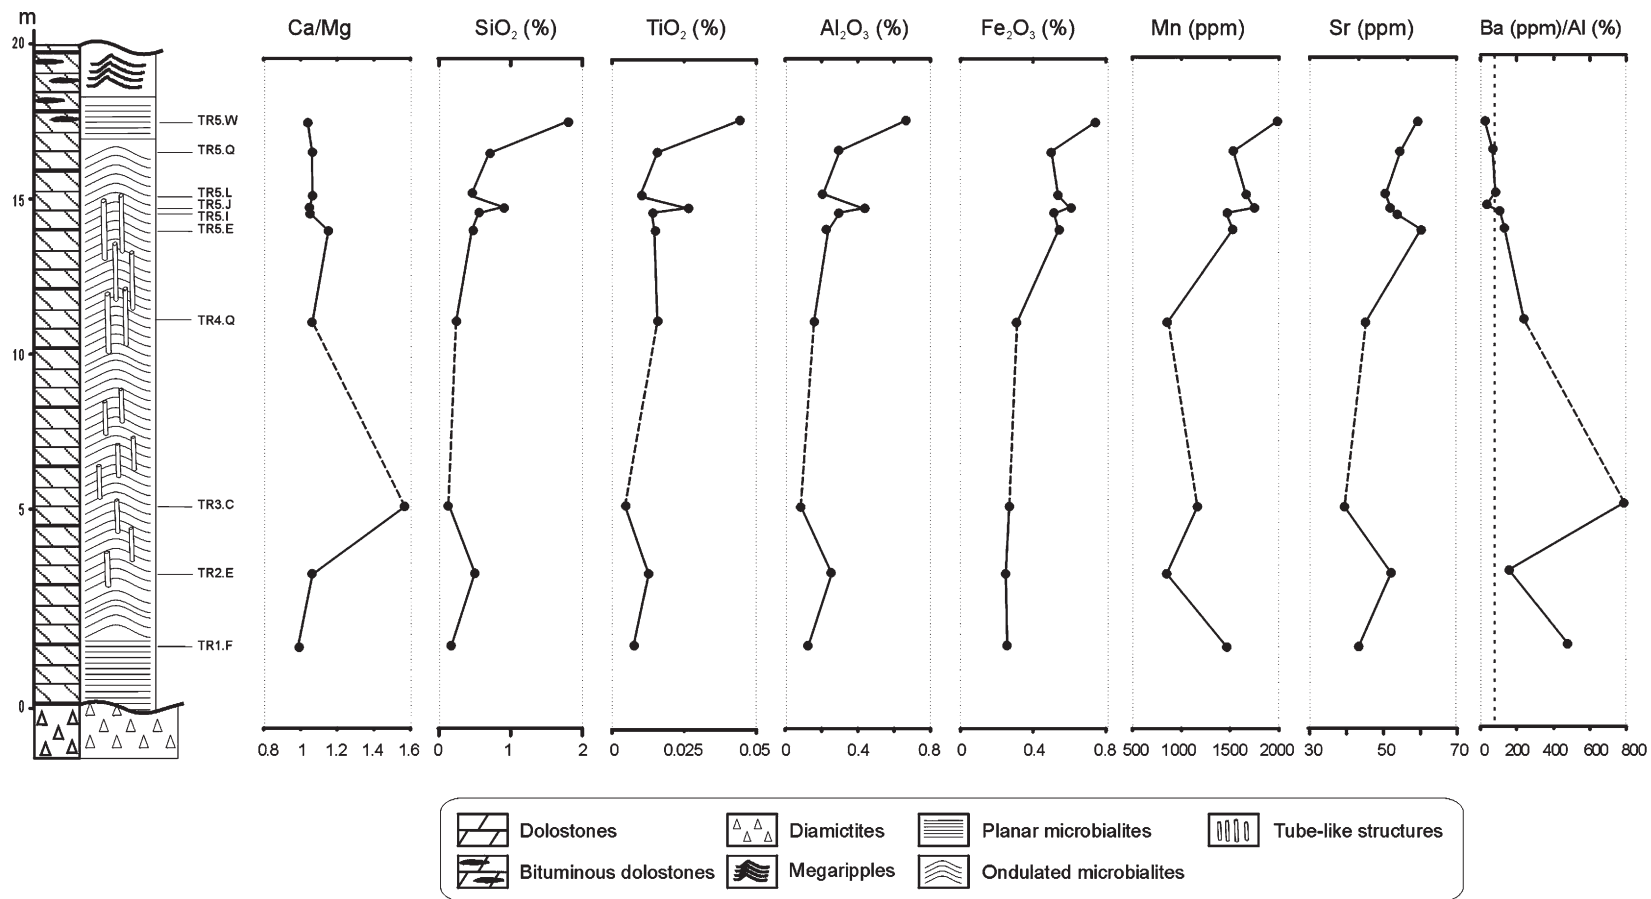 m
Ca/Mg
SiO₂ (%)
TiO₂ (%)
Al₂O₃ (%)
Fe₂O₃ (%)
Mn (ppm)
Sr (ppm)
Ba (ppm)/Al (%)
20
TR5.W
TR5.Q
15
TR5.L
TR5.J
TR5.I
TR5.E
TR4.Q
10
5
TR3.C
TR2.E
TR1.F
0
0.8 1 1.2 1.4 1.6
0 1 2
0 0.025 0.05
0 0.4 0.8
0 0.4 0.8
500 1000 1500 2000
30 50 70
0 200 400 600 800
Dolostones
Diamictites
Planar microbialites
Tube-like structures
Bituminous dolostones
Megaripples
Ondulated microbialites